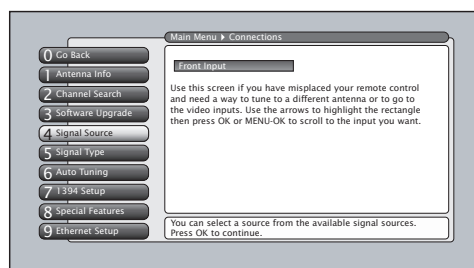 Main Menu ▸ Connections
0 Go Back
1 Antenna Info
2 Channel Search
3 Software Upgrade
4 Signal Source
5 Signal Type
6 Auto Tuning
7 1394 Setup
8 Special Features
9 Ethernet Setup
Front Input
Use this screen if you have misplaced your remote control
and need a way to tune to a different antenna or to go to
the video inputs. Use the arrows to highlight the rectangle
then press OK or MENU-OK to scroll to the input you want.
You can select a source from the available signal sources.
Press OK to continue.